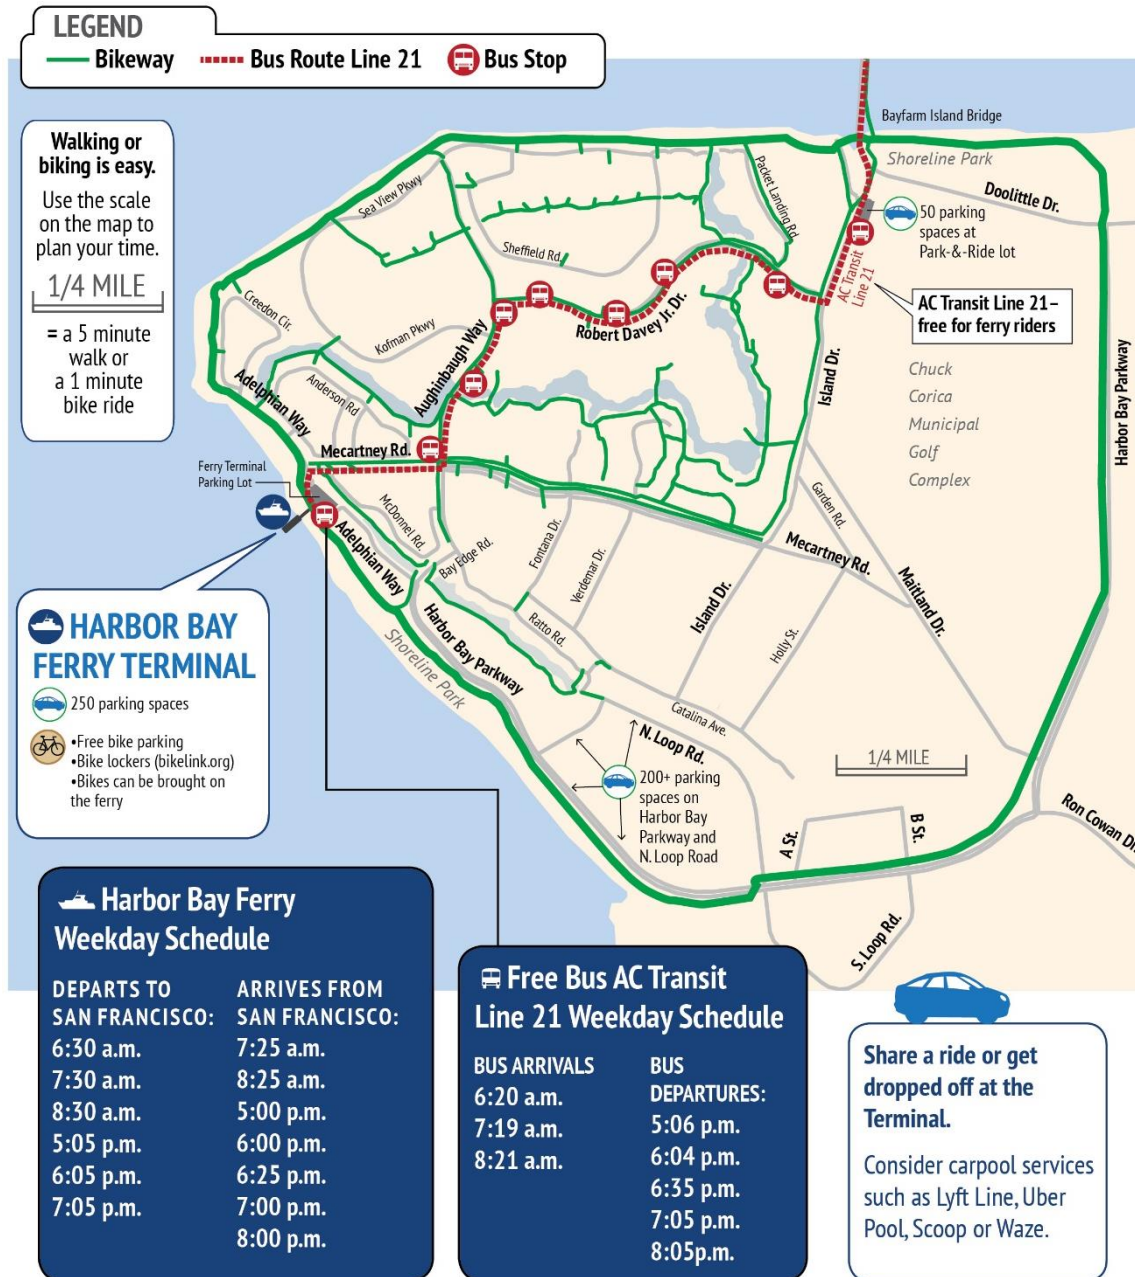 LEGEND
Bikeway
Bus Route Line 21
Bus Stop
Walking or
biking is easy.
Use the scale
on the map to
plan your time.
1/4 MILE
= a 5 minute
walk or
a 1 minute
bike ride
Bayfarm Island Bridge
Shoreline Park
Doolittle Dr.
50 parking
spaces at
Park-&-Ride lot
AC Transit
Line 21
AC Transit Line 21–
free for ferry riders
Chuck
Corica
Municipal
Golf
Complex
Harbor Bay Parkway
Sea View Pkwy
Sheffield Rd.
Packet Landing Rd.
Robert Davey Jr. Dr.
Island Dr.
Creedon Cir.
Kofman Pkwy
Aughinbaugh Way
Anderson Rd
Adelphian Way
Mecartney Rd.
Ferry Terminal
Parking Lot
McDonnel Rd.
Adelphian Way
Bay Edge Rd.
Fontana Dr.
Verdemar Dr.
Ratto Rd.
Garden Rd.
Mecartney Rd.
Maitland Dr.
Island Dr.
Holly St.
Harbor Bay Parkway
Shoreline Park
Catalina Ave.
N. Loop Rd.
1/4 MILE
200+ parking
spaces on
Harbor Bay
Parkway and
N. Loop Road
A St.
B St.
Ron Cowan Dr.
S. Loop Rd.
HARBOR BAY
FERRY TERMINAL
250 parking spaces
•Free bike parking
•Bike lockers (bikelink.org)
•Bikes can be brought on
the ferry
Harbor Bay Ferry
Weekday Schedule
DEPARTS TO
SAN FRANCISCO:
6:30 a.m.
7:30 a.m.
8:30 a.m.
5:05 p.m.
6:05 p.m.
7:05 p.m.
ARRIVES FROM
SAN FRANCISCO:
7:25 a.m.
8:25 a.m.
5:00 p.m.
6:00 p.m.
6:25 p.m.
7:00 p.m.
8:00 p.m.
Free Bus AC Transit
Line 21 Weekday Schedule
BUS ARRIVALS
6:20 a.m.
7:19 a.m.
8:21 a.m.
BUS
DEPARTURES:
5:06 p.m.
6:04 p.m.
6:35 p.m.
7:05 p.m.
8:05p.m.
Share a ride or get
dropped off at the
Terminal.
Consider carpool services
such as Lyft Line, Uber
Pool, Scoop or Waze.